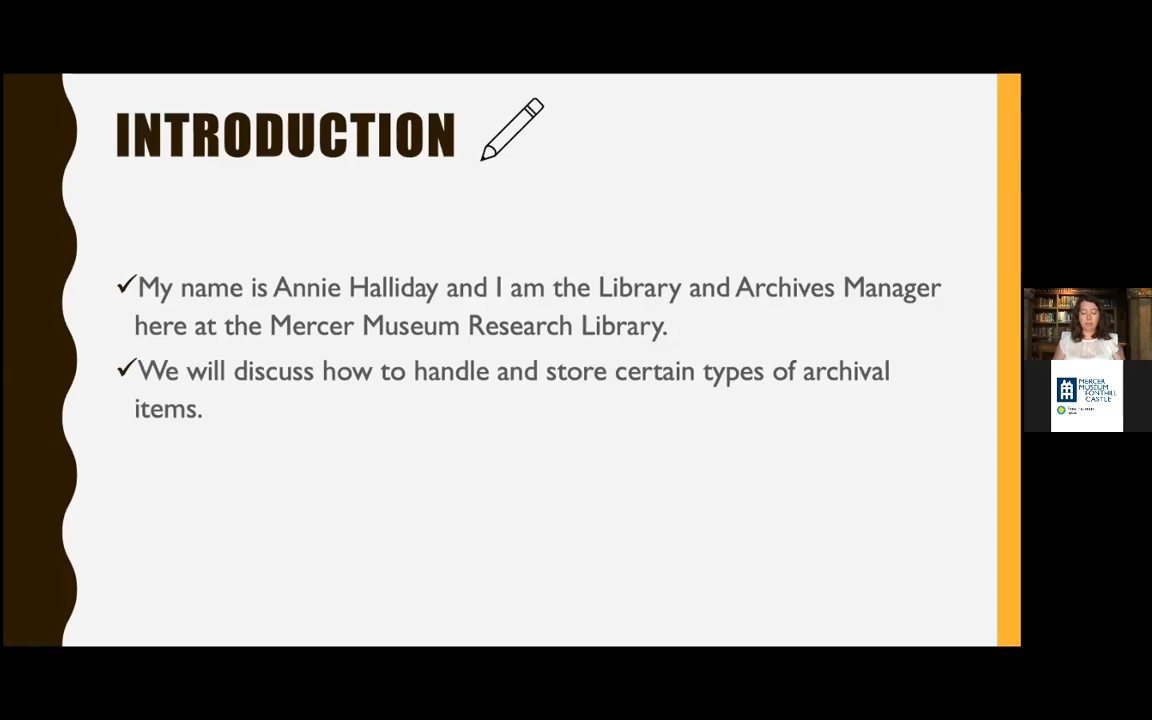 INTRODUCTION
✓My name is Annie Halliday and I am the Library and Archives Manager
here at the Mercer Museum Research Library.
✓We will discuss how to handle and store certain types of archival
items.
MERCER
MUSEUM
FONTHILL
CASTLE